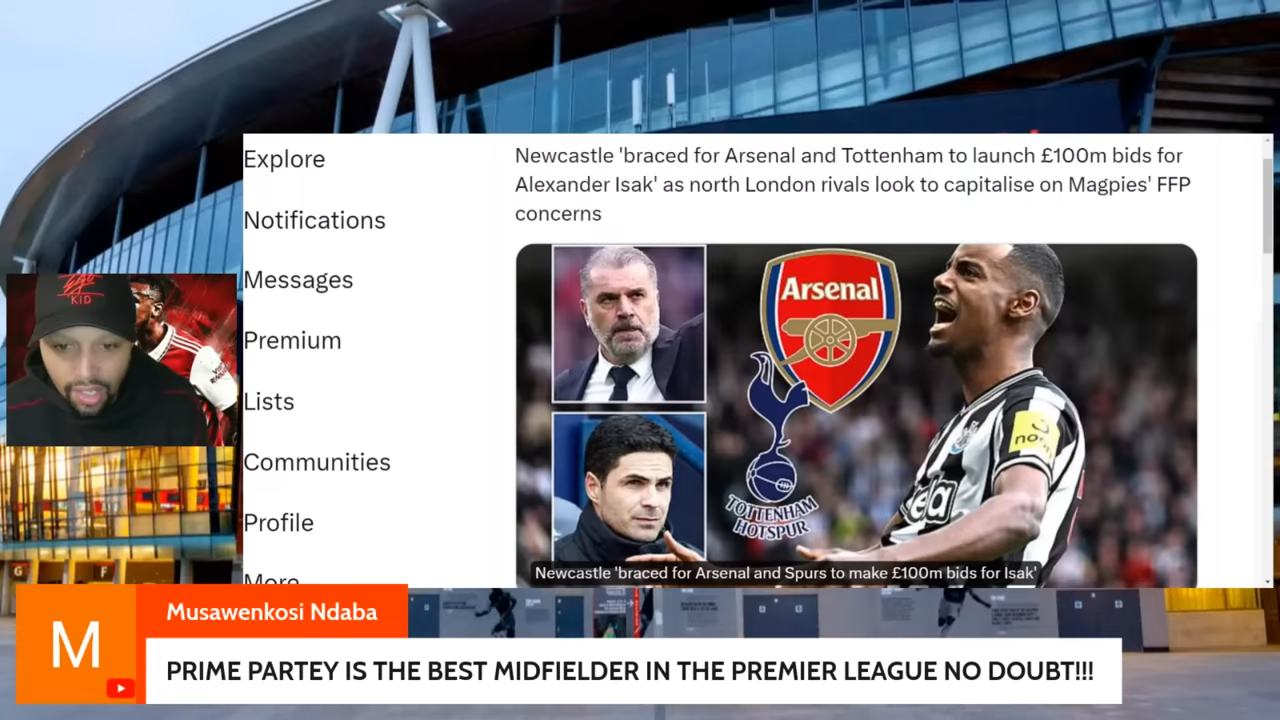 Explore
Notifications
Messages
Premium
Lists
Communities
Profile
More
Newcastle 'braced for Arsenal and Tottenham to launch £100m bids for
Alexander Isak' as north London rivals look to capitalise on Magpies' FFP
concerns
Arsenal
TOTTENHAM
HOTSPUR
Newcastle 'braced for Arsenal and Spurs to make £100m bids for Isak'
KID
G
F
M
Musawenkosi Ndaba
PRIME PARTEY IS THE BEST MIDFIELDER IN THE PREMIER LEAGUE NO DOUBT!!!